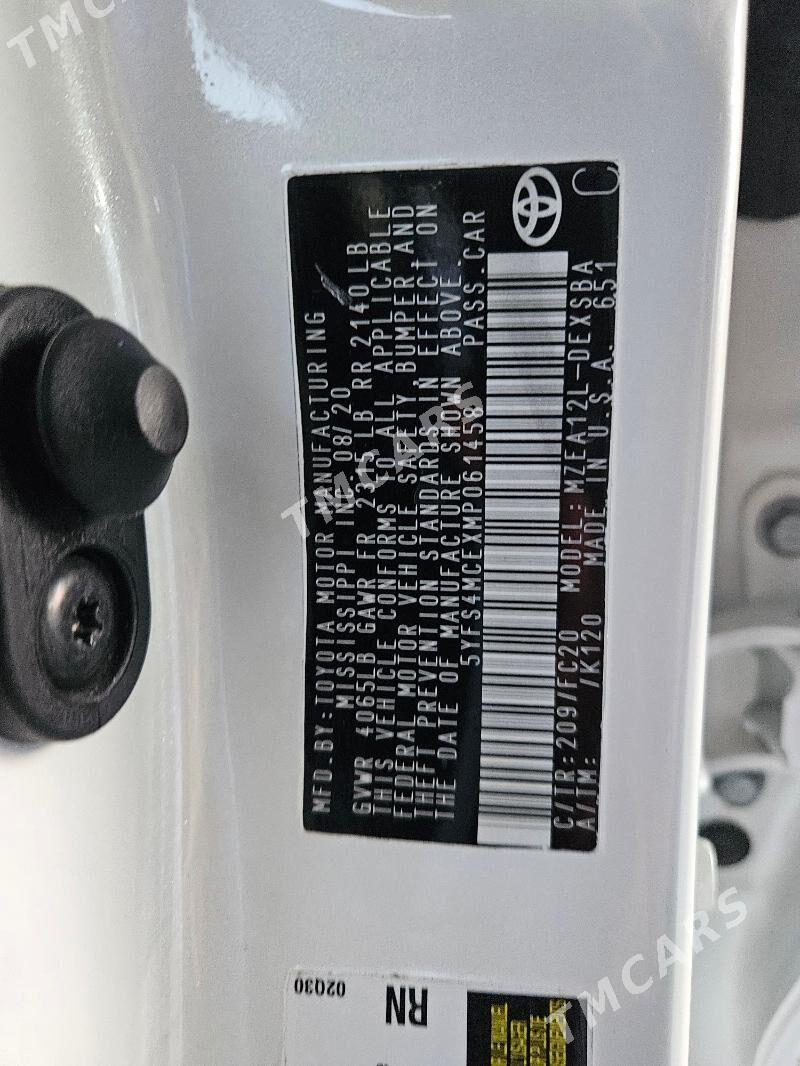 TMCARS
MFD.BY:TOYOTA MOTOR MANUFACTURING
MISSISSIPPI INC. 08/20
GVWR 4065LB GAWR FR 2315 LB RR 2140 LB
THIS VEHICLE CONFORMS TO ALL APPLICABLE
FEDERAL MOTOR VEHICLE SAFETY, BUMPER, AND
THEFT PREVENTION STANDARDS IN EFFECT ON
THE DATE OF MANUFACTURE SHOWN ABOVE.
5YFS4MCEXMP061458 PASS.CAR
C/TR:209/FC20 MODEL:MZEA12L-DEXSBA
A/TM: /K120 MADE IN U.S.A. 651
C
TMCARS
02Q30
RN
TMCARS